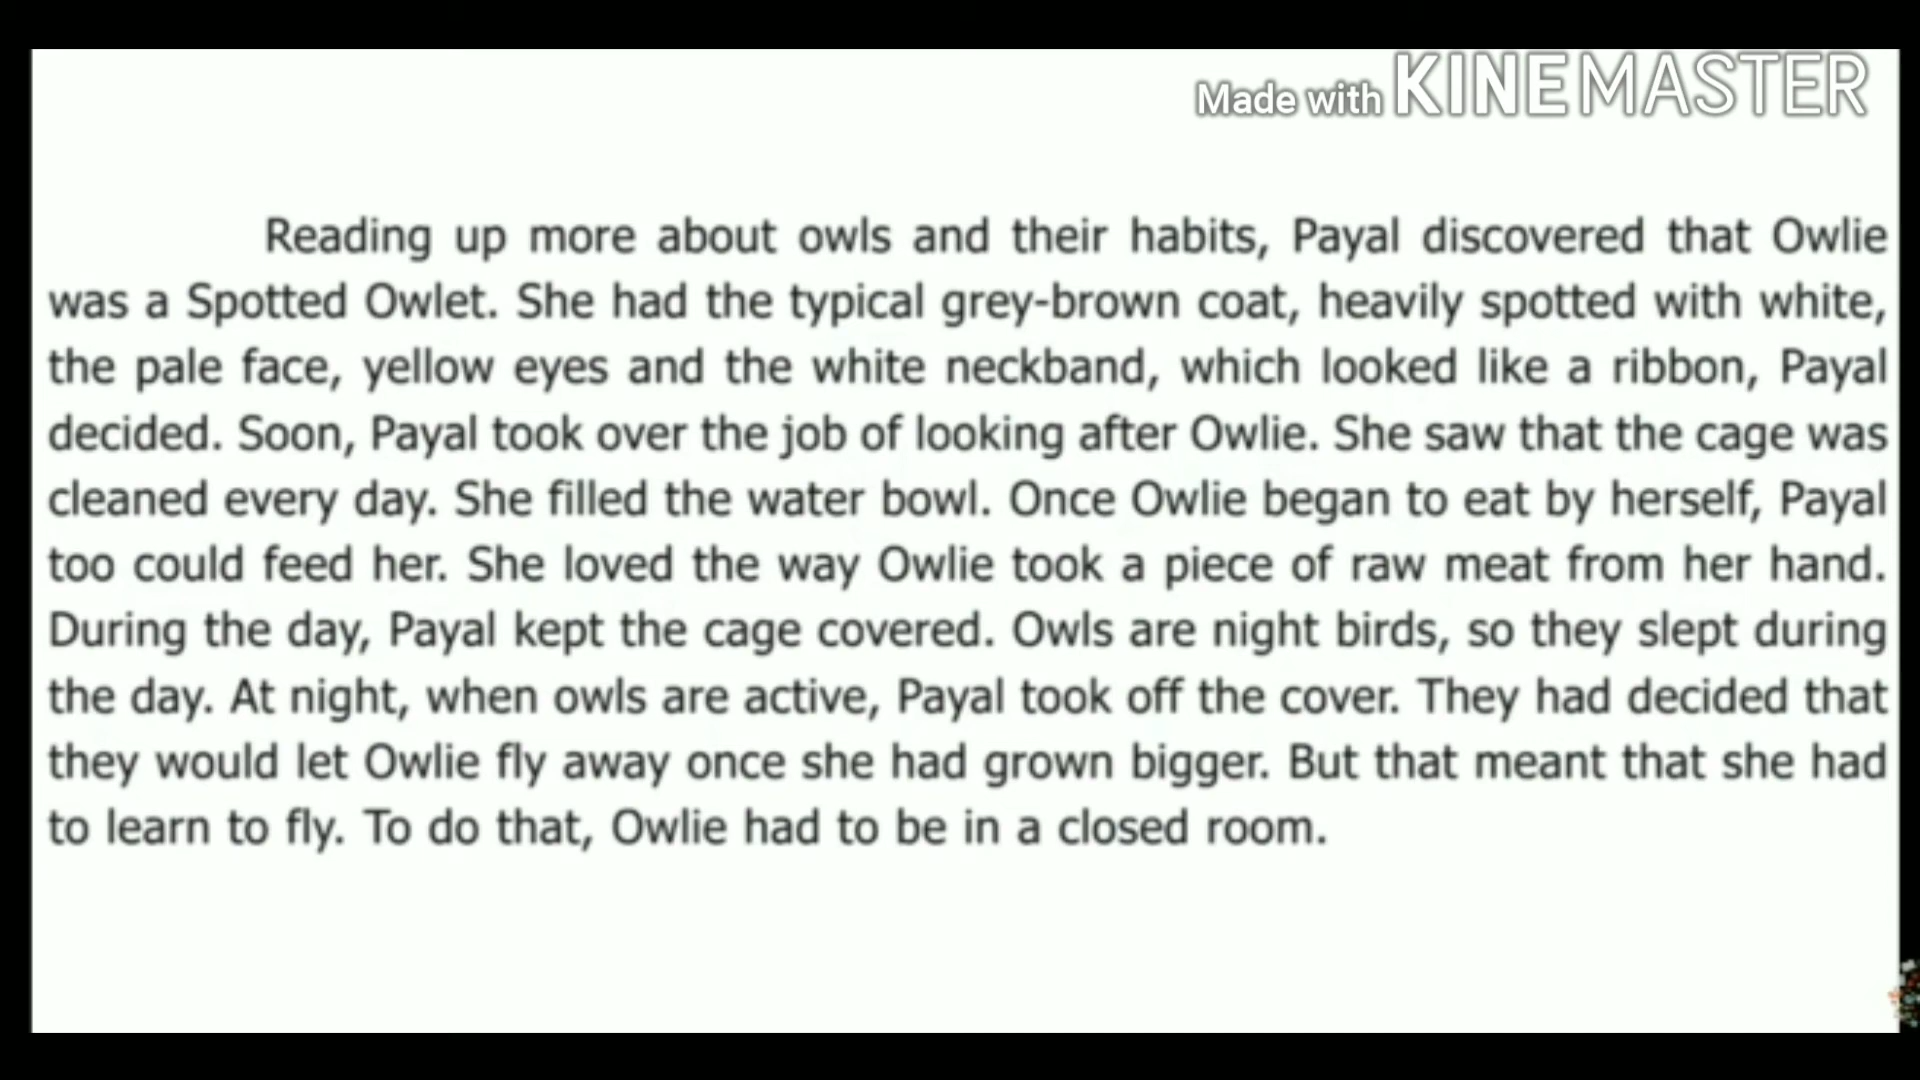 Made with KINEMASTER
Reading up more about owls and their habits, Payal discovered that Owlie
was a Spotted Owlet. She had the typical grey-brown coat, heavily spotted with white,
the pale face, yellow eyes and the white neckband, which looked like a ribbon, Payal
decided. Soon, Payal took over the job of looking after Owlie. She saw that the cage was
cleaned every day. She filled the water bowl. Once Owlie began to eat by herself, Payal
too could feed her. She loved the way Owlie took a piece of raw meat from her hand.
During the day, Payal kept the cage covered. Owls are night birds, so they slept during
the day. At night, when owls are active, Payal took off the cover. They had decided that
they would let Owlie fly away once she had grown bigger. But that meant that she had
to learn to fly. To do that, Owlie had to be in a closed room.